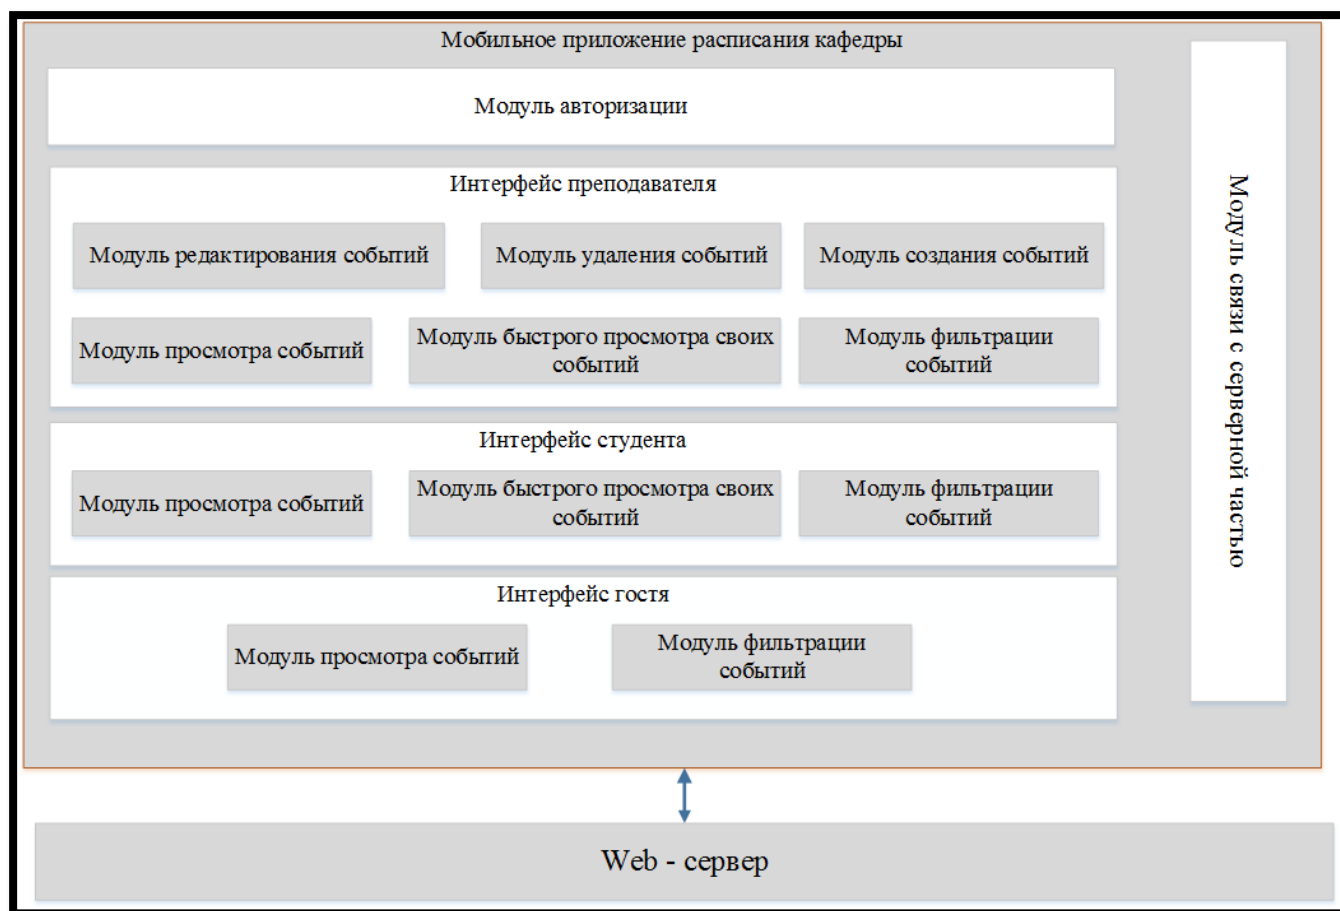 Мобильное приложение расписания кафедры
Модуль авторизации
Интерфейс преподавателя
Модуль редактирования событий
Модуль удаления событий
Модуль создания событий
Модуль просмотра событий
Модуль быстрого просмотра своих
событий
Модуль фильтрации
событий
Интерфейс студента
Модуль просмотра событий
Модуль быстрого просмотра своих
событий
Модуль фильтрации
событий
Интерфейс гостя
Модуль просмотра событий
Модуль фильтрации
событий
Модуль связи с серверной частью
Web - сервер